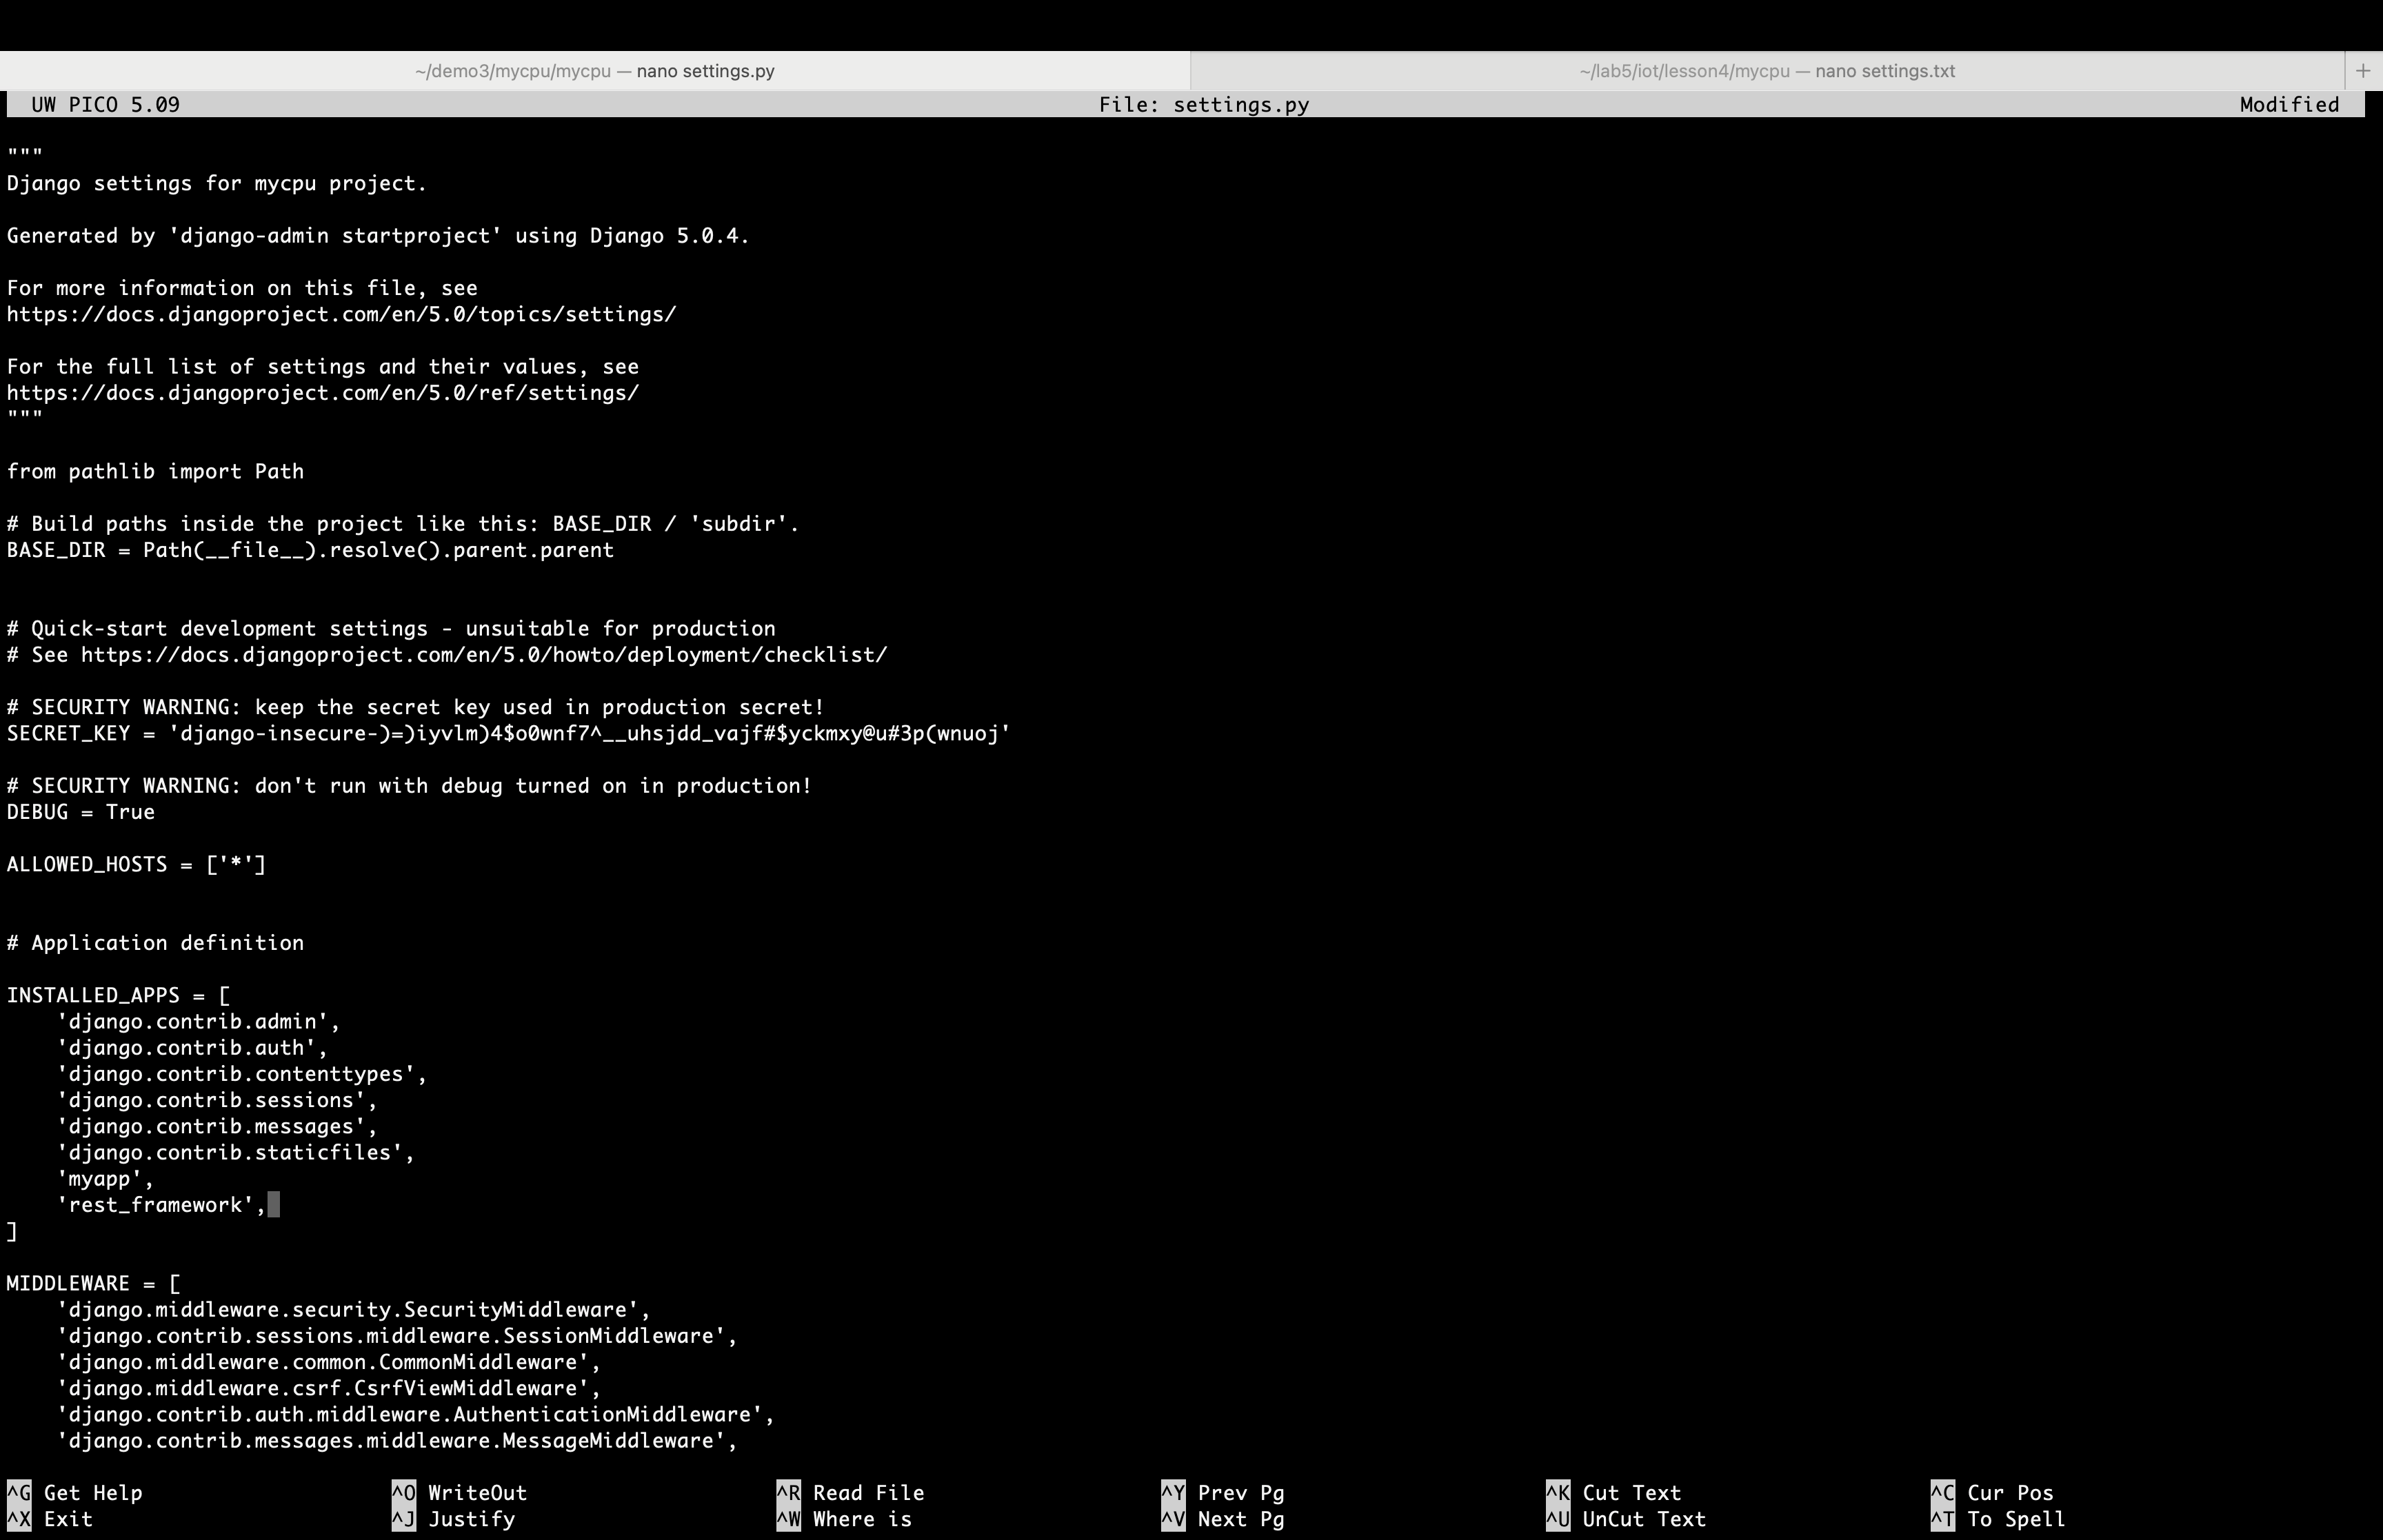 ~/demo3/mycpu/mycpu — nano settings.py
~/lab5/iot/lesson4/mycpu — nano settings.txt
+
UW PICO 5.09 File: settings.py Modified
"""
Django settings for mycpu project.
Generated by 'django-admin startproject' using Django 5.0.4.
For more information on this file, see
https://docs.djangoproject.com/en/5.0/topics/settings/
For the full list of settings and their values, see
https://docs.djangoproject.com/en/5.0/ref/settings/
"""
from pathlib import Path
# Build paths inside the project like this: BASE_DIR / 'subdir'.
BASE_DIR = Path(__file__).resolve().parent.parent
# Quick-start development settings - unsuitable for production
# See https://docs.djangoproject.com/en/5.0/howto/deployment/checklist/
# SECURITY WARNING: keep the secret key used in production secret!
SECRET_KEY = 'django-insecure-)=)iyvlm)4$o0wnf7^__uhsjdd_vajf#$yckmxy@u#3p(wnuoj'
# SECURITY WARNING: don't run with debug turned on in production!
DEBUG = True
ALLOWED_HOSTS = ['*']
# Application definition
INSTALLED_APPS = [
    'django.contrib.admin',
    'django.contrib.auth',
    'django.contrib.contenttypes',
    'django.contrib.sessions',
    'django.contrib.messages',
    'django.contrib.staticfiles',
    'myapp',
    'rest_framework',
]
MIDDLEWARE = [
    'django.middleware.security.SecurityMiddleware',
    'django.contrib.sessions.middleware.SessionMiddleware',
    'django.middleware.common.CommonMiddleware',
    'django.middleware.csrf.CsrfViewMiddleware',
    'django.contrib.auth.middleware.AuthenticationMiddleware',
    'django.contrib.messages.middleware.MessageMiddleware',
^G Get Help ^O WriteOut ^R Read File ^Y Prev Pg ^K Cut Text ^C Cur Pos
^X Exit ^J Justify ^W Where is ^V Next Pg ^U UnCut Text ^T To Spell